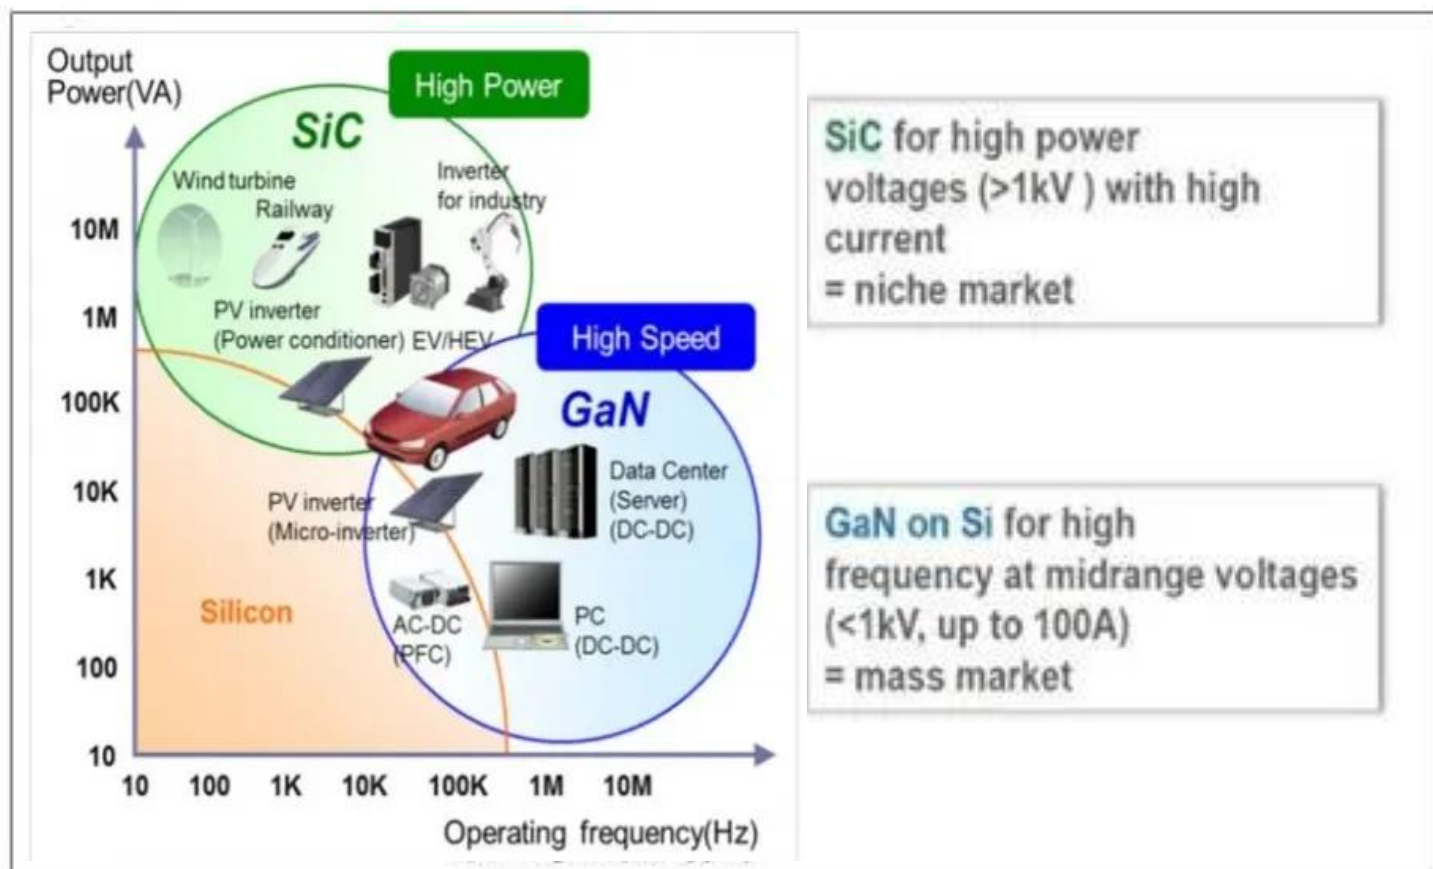 Output
Power(VA)
High Power
SiC
Wind turbine
Railway
Inverter
for industry
10M
1M
100K
10K
1K
100
10
PV inverter
(Power conditioner)
EV/HEV
High Speed
GaN
Data Center
(Server)
(DC-DC)
PV inverter
(Micro-inverter)
Silicon
AC-DC
(PFC)
PC
(DC-DC)
10 100 1K 10K 100K 1M 10M
Operating frequency(Hz)
SiC for high power
voltages (>1kV ) with high
current
= niche market
GaN on Si for high
frequency at midrange voltages
(<1kV, up to 100A)
= mass market